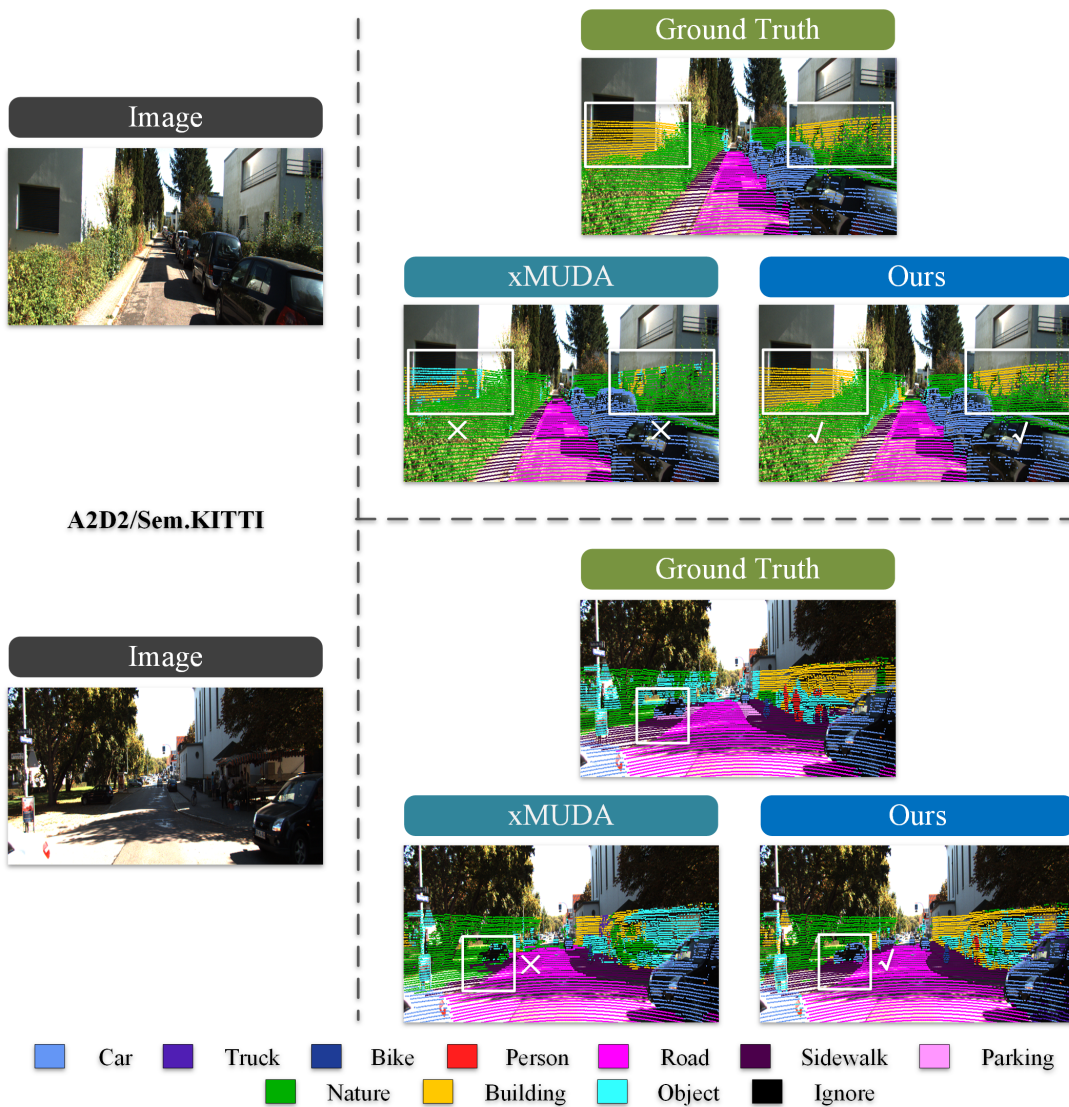 Ground Truth
Image
xMUDA
Ours
A2D2/Sem.KITTI
Ground Truth
Image
xMUDA
Ours
Car
Truck
Bike
Person
Road
Sidewalk
Parking
Nature
Building
Object
Ignore